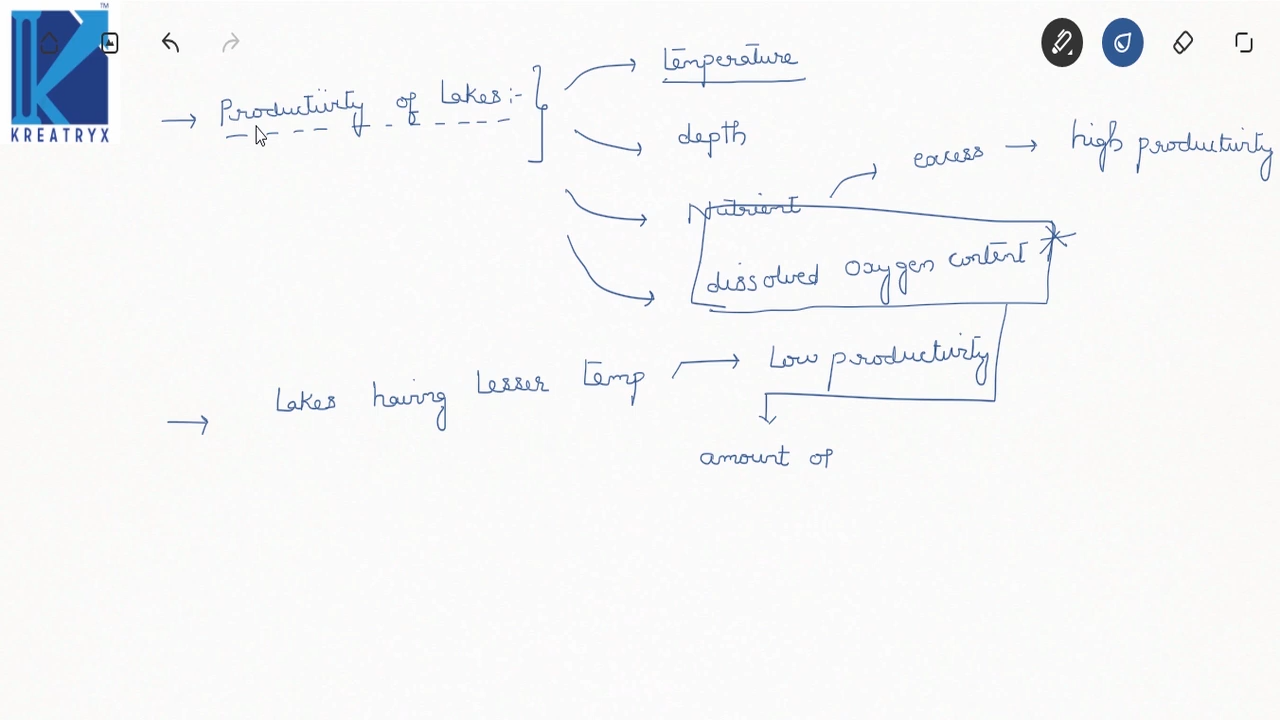 TM
KREATRYX
→ Productivity of Lakes :-
→ Temperature
→ depth
→ Nutrient → excess → high productivity
→ dissolved oxygen content *
→ Lakes having Lesser temp → Low productivity
amount of